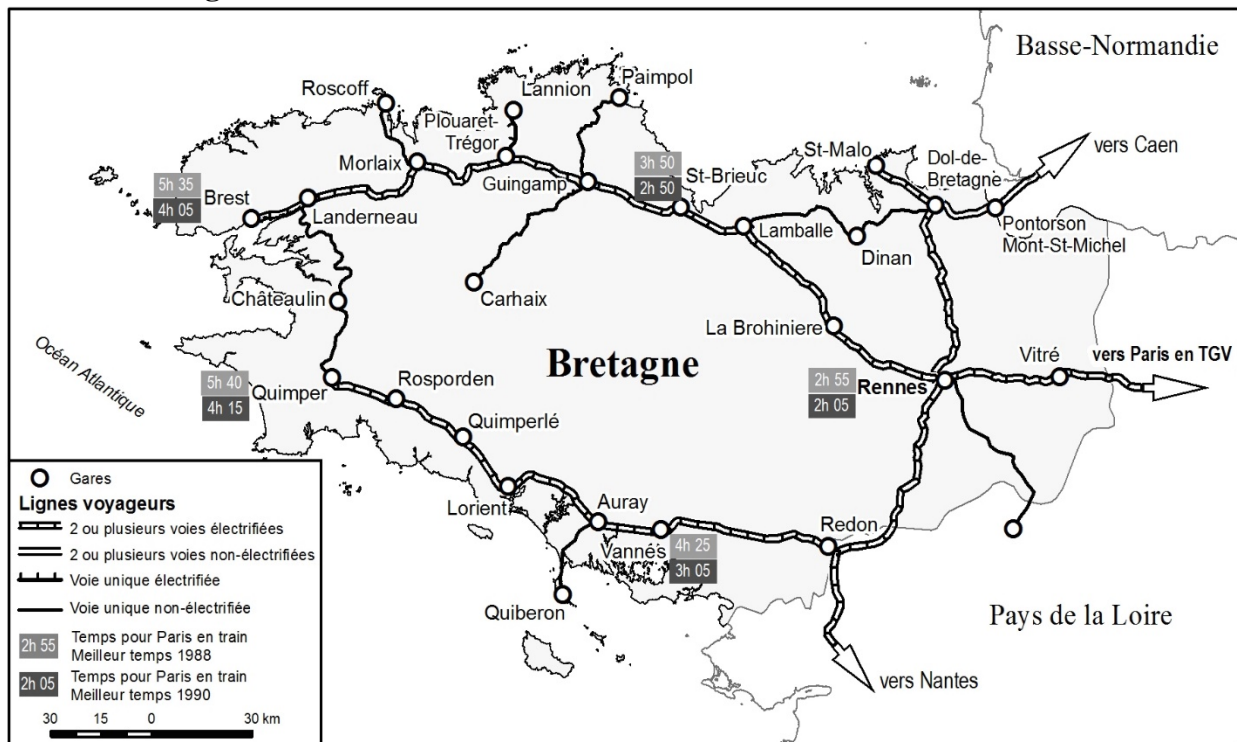 Basse-Normandie
Paimpol
Lannion
Roscoff
Plouaret-
Trégor
vers Caen
St-Malo
Dol-de-
Bretagne
Morlaix
3h 50
2h 50
St-Brieuc
5h 35
4h 05
Brest
Guingamp
Landerneau
Lamballe
Pontorson
Mont-St-Michel
Dinan
Châteaulin
Carhaix
La Brohiniere
Océan Atlantique
Bretagne
Vitré
vers Paris en TGV
5h 40
4h 15
Quimper
Rosporden
2h 55
2h 05
Rennes
Quimperlé
Lorient
Auray
Redon
Vannés
4h 25
3h 05
Quiberon
Pays de la Loire
vers Nantes
Gares
Lignes voyageurs
2 ou plusieurs voies électrifiées
2 ou plusieurs voies non-électrifiées
Voie unique électrifiée
Voie unique non-électrifiée
2h 55
Temps pour Paris en train
Meilleur temps 1988
2h 05
Temps pour Paris en train
Meilleur temps 1990
30 15 0 30 km